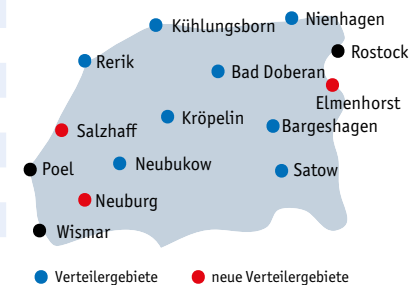 Nienhagen
Kühlungsborn
Rostock
Rerik
Bad Doberan
Elmenhorst
Kröpelin
Bargeshagen
Salzhaff
Neubukow
Poel
Satow
Neuburg
Wismar
Verteilergebiete
neue Verteilergebiete